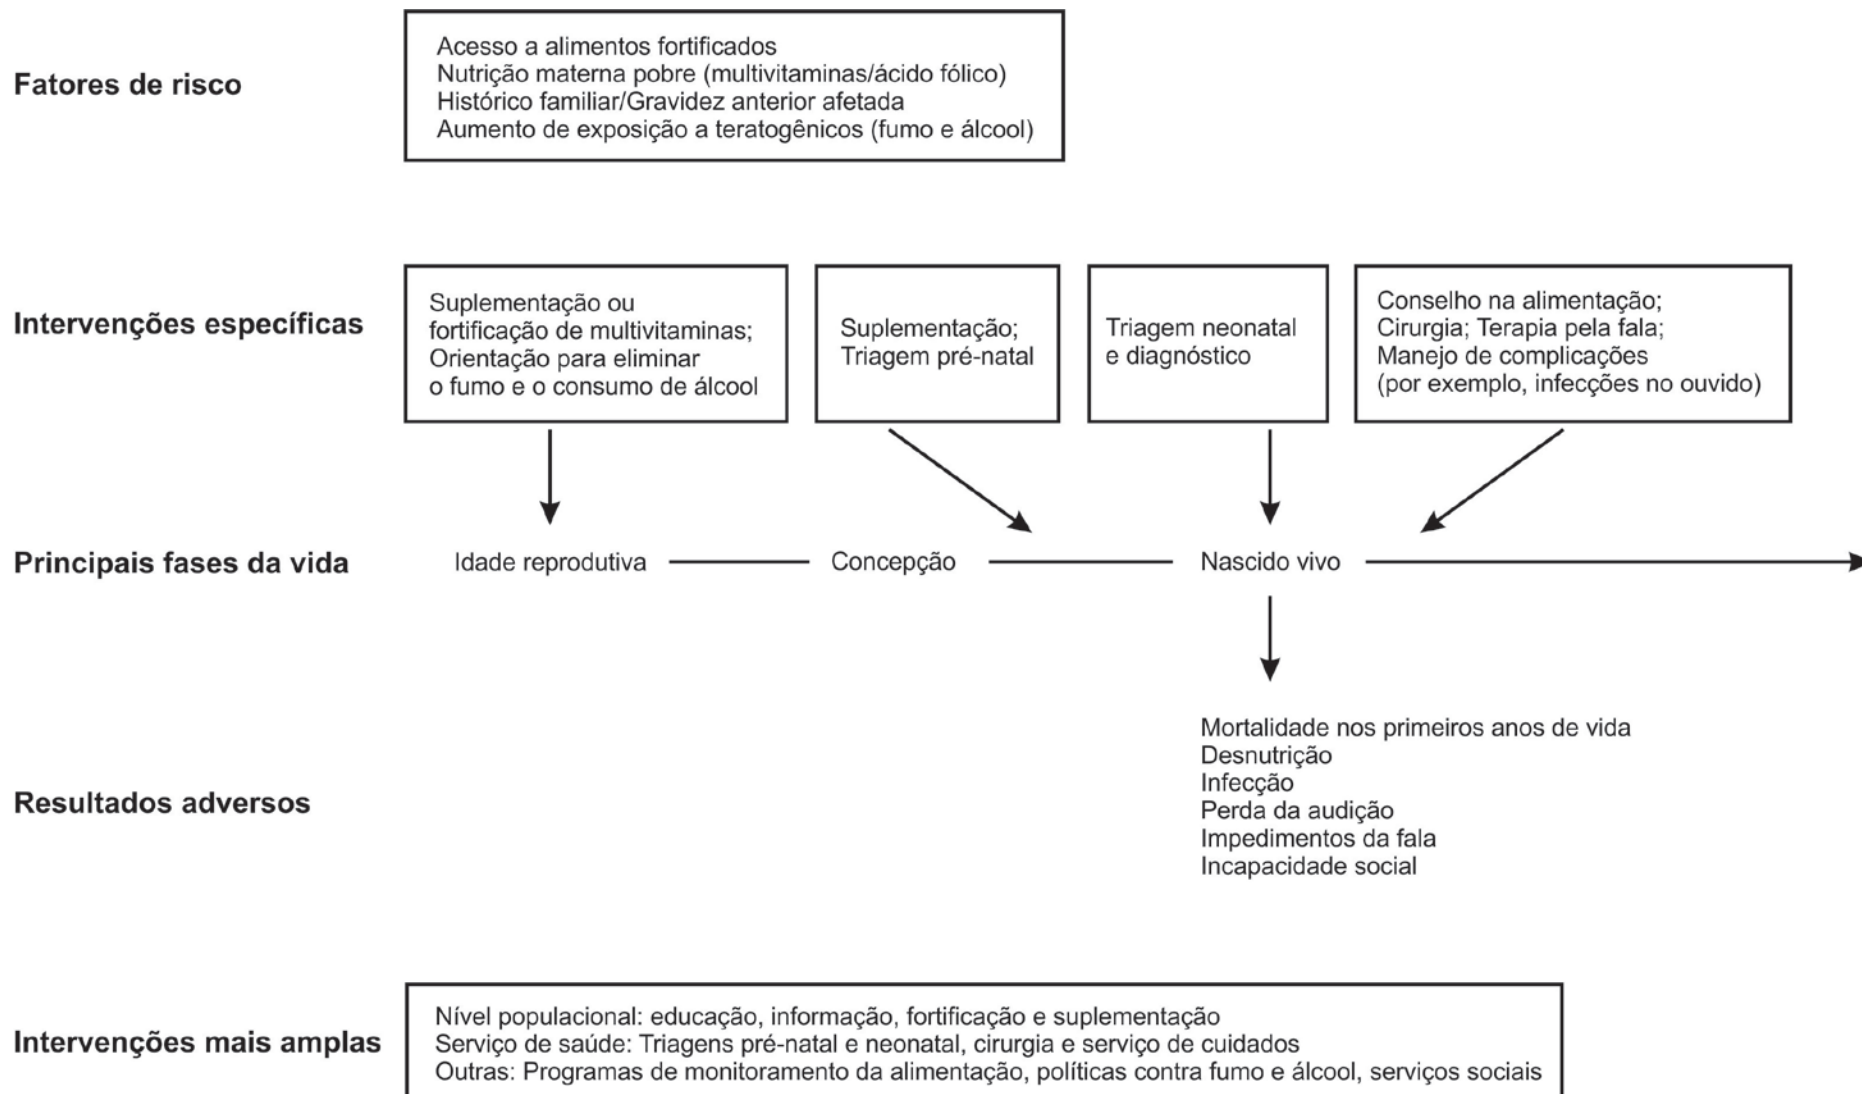 Fatores de risco
Acesso a alimentos fortificados
Nutrição materna pobre (multivitaminas/ácido fólico)
Histórico familiar/Gravidez anterior afetada
Aumento de exposição a teratogênicos (fumo e álcool)
Intervenções específicas
Suplementação ou
fortificação de multivitaminas;
Orientação para eliminar
o fumo e o consumo de álcool
Suplementação;
Triagem pré-natal
Triagem neonatal
e diagnóstico
Conselho na alimentação;
Cirurgia; Terapia pela fala;
Manejo de complicações
(por exemplo, infecções no ouvido)
Principais fases da vida
Idade reprodutiva
Concepção
Nascido vivo
Resultados adversos
Mortalidade nos primeiros anos de vida
Desnutrição
Infecção
Perda da audição
Impedimentos da fala
Incapacidade social
Intervenções mais amplas
Nível populacional: educação, informação, fortificação e suplementação
Serviço de saúde: Triagens pré-natal e neonatal, cirurgia e serviço de cuidados
Outras: Programas de monitoramento da alimentação, políticas contra fumo e álcool, serviços sociais